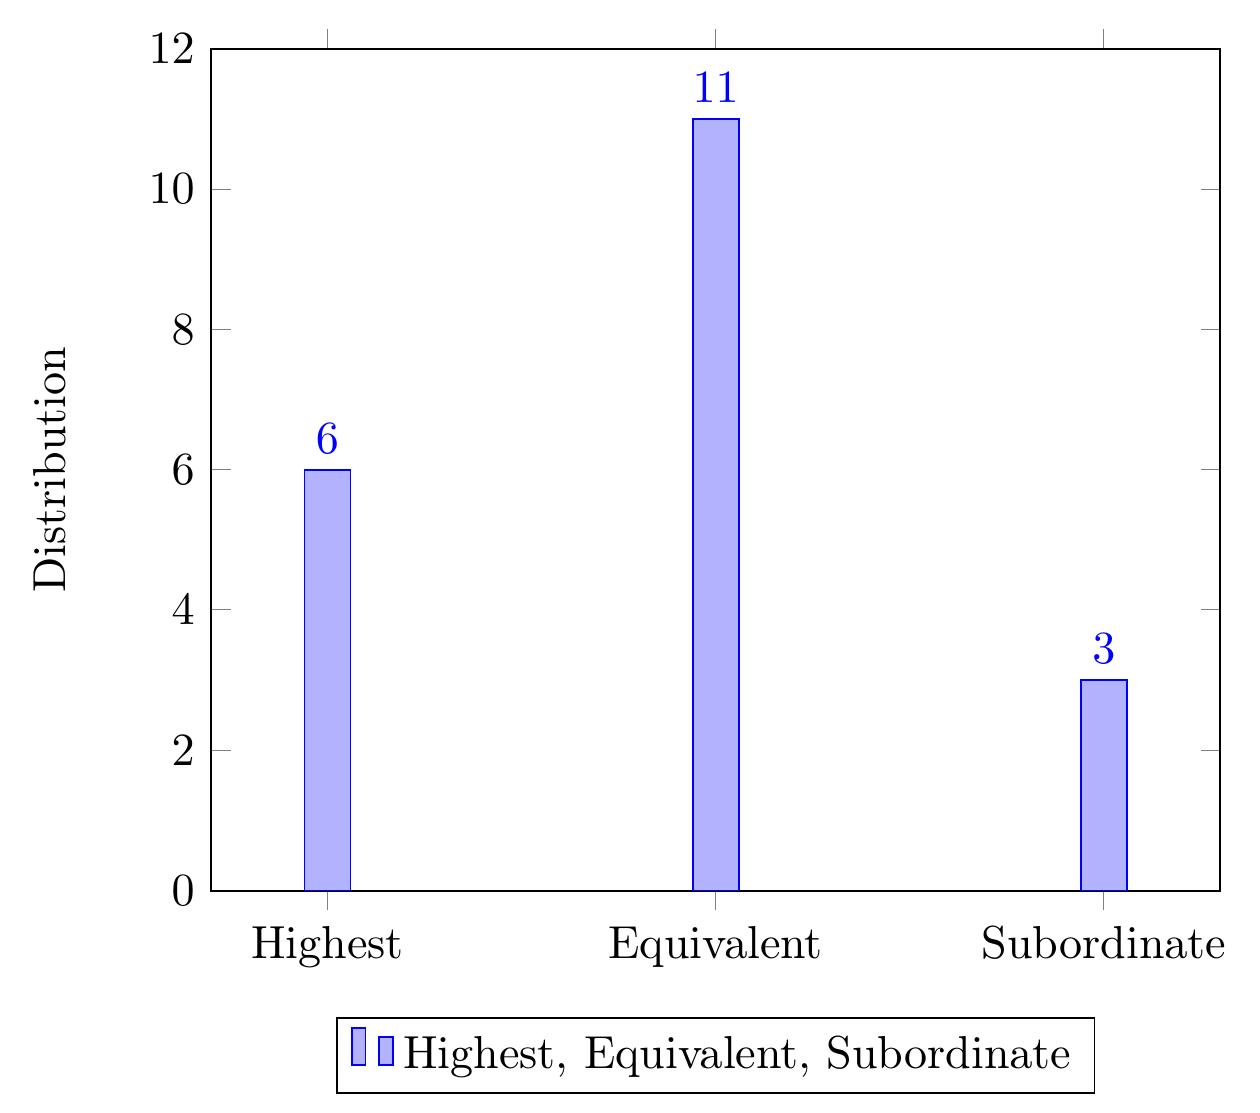 12
11
10
8
Distribution
6
6
4
3
2
0
Highest
Equivalent
Subordinate
Highest, Equivalent, Subordinate